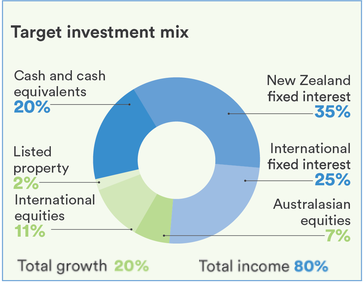 Target investment mix
Cash and cash
equivalents
20%
New Zealand
fixed interest
35%
Listed
property
2%
International
fixed interest
25%
International
equities
11%
Australasian
equities
7%
Total growth 20%
Total income 80%